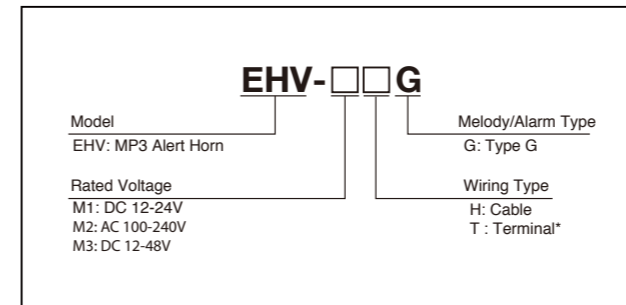 EHV-□□G
Model
EHV: MP3 Alert Horn
Rated Voltage
M1: DC 12-24V
M2: AC 100-240V
M3: DC 12-48V
Melody/Alarm Type
G: Type G
Wiring Type
H: Cable
T : Terminal*